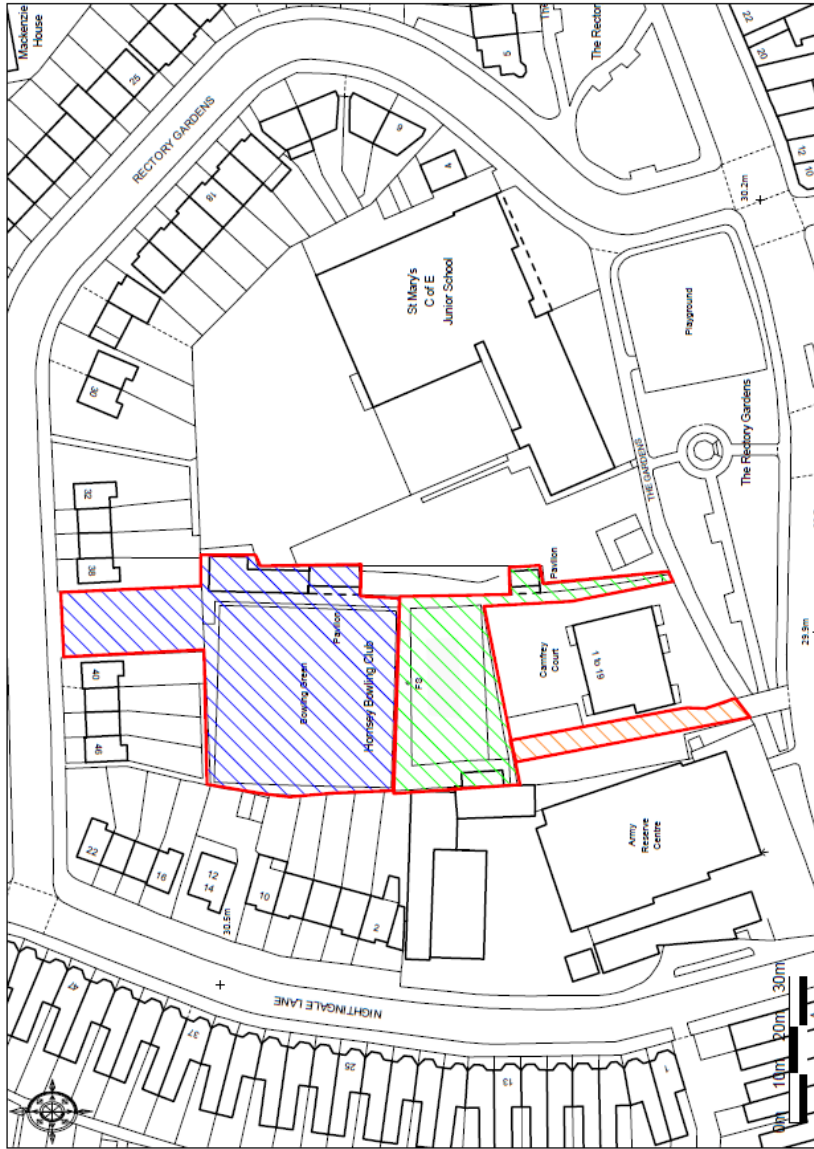 Mackenzie
House
25
RECTORY GARDENS
18
6
4
5
The Rectory
22
20
12
10
30.2m
St Mary's
C of E
Junior School
Playground
30
The Rectory Gardens
THE GARDENS
32
38
Pavilion
Pavilion
Bowling Green
Hornsey Bowling Club
FS
Camfrey
Court
1 to 19
29.9m
40
46
22
16
12
14
10
2
30.5m
Army
Reserve
Centre
NIGHTINGALE LANE
47
37
25
13
1
0m 10m 20m 30m